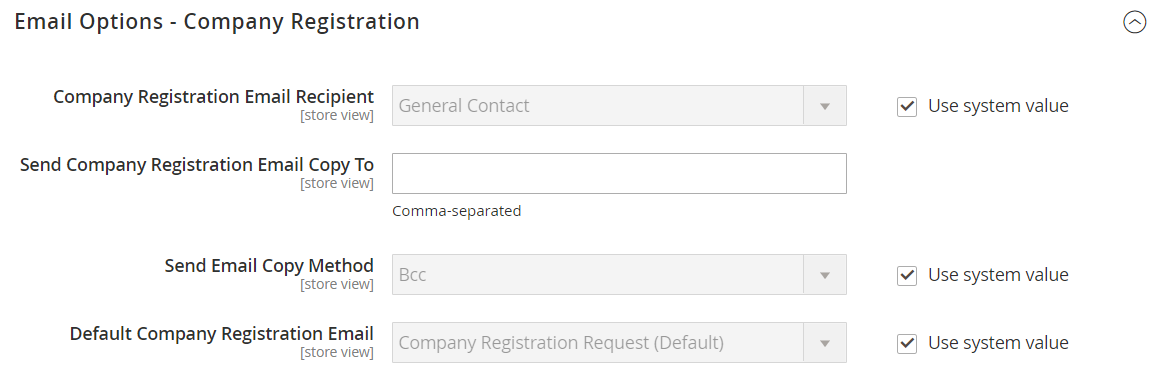 Email Options - Company Registration
Company Registration Email Recipient
[store view]
General Contact
Use system value
Send Company Registration Email Copy To
[store view]
Comma-separated
Send Email Copy Method
[store view]
Bcc
Use system value
Default Company Registration Email
[store view]
Company Registration Request (Default)
Use system value